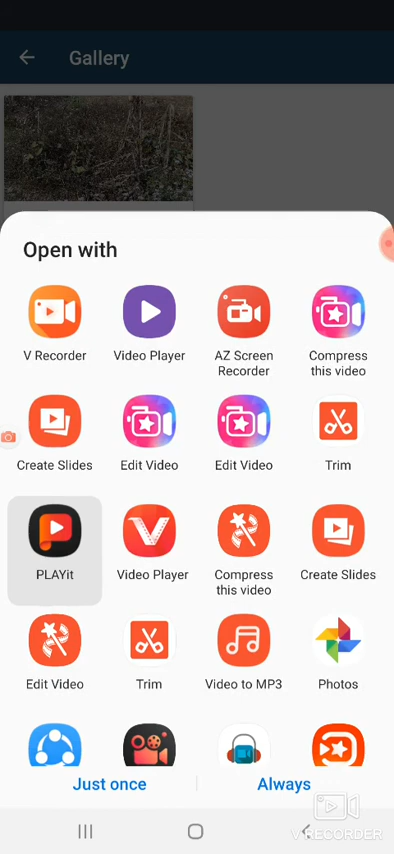 Gallery
Open with
V Recorder
Video Player
AZ Screen
Recorder
Compress
this video
Create Slides
Edit Video
Edit Video
Trim
PLAYit
Video Player
Compress
this video
Create Slides
Edit Video
Trim
Video to MP3
Photos
Just once
Always
V RECORDER